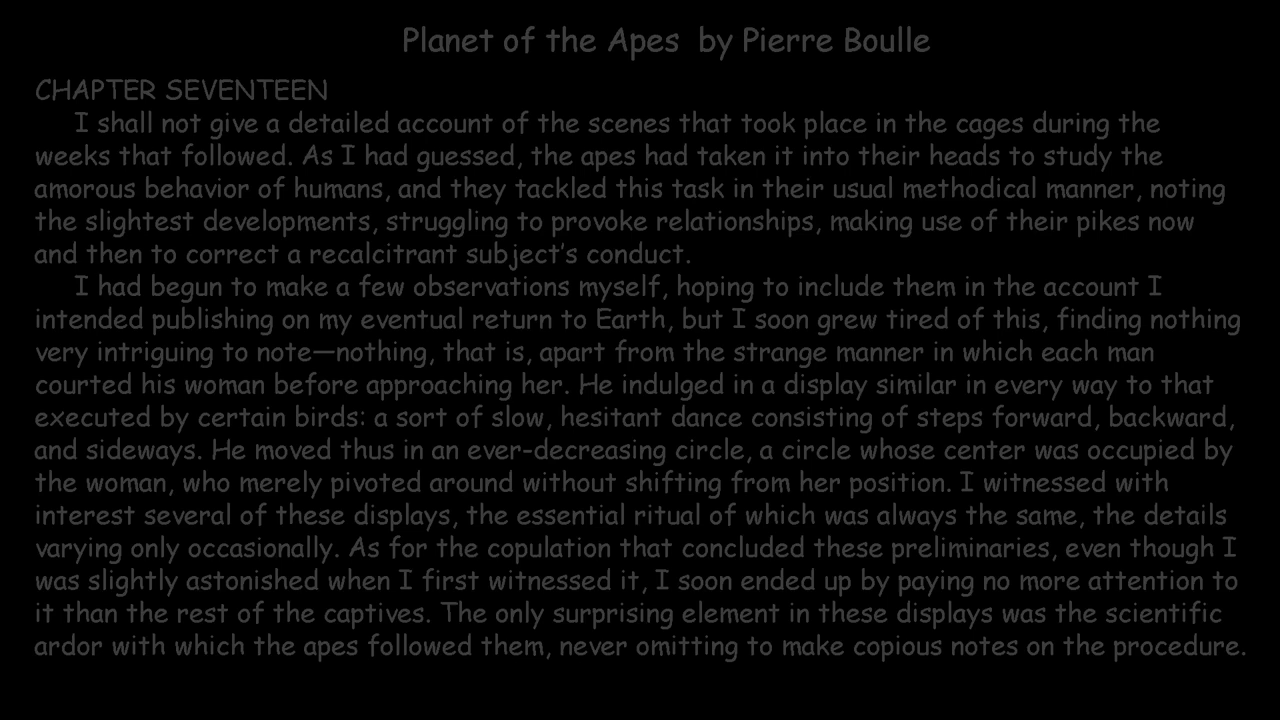 Planet of the Apes  by Pierre Boulle
CHAPTER SEVENTEEN
I shall not give a detailed account of the scenes that took place in the cages during the
weeks that followed. As I had guessed, the apes had taken it into their heads to study the
amorous behavior of humans, and they tackled this task in their usual methodical manner, noting
the slightest developments, struggling to provoke relationships, making use of their pikes now
and then to correct a recalcitrant subject's conduct.
I had begun to make a few observations myself, hoping to include them in the account I
intended publishing on my eventual return to Earth, but I soon grew tired of this, finding nothing
very intriguing to note—nothing, that is, apart from the strange manner in which each man
courted his woman before approaching her. He indulged in a display similar in every way to that
executed by certain birds: a sort of slow, hesitant dance consisting of steps forward, backward,
and sideways. He moved thus in an ever-decreasing circle, a circle whose center was occupied by
the woman, who merely pivoted around without shifting from her position. I witnessed with
interest several of these displays, the essential ritual of which was always the same, the details
varying only occasionally. As for the copulation that concluded these preliminaries, even though I
was slightly astonished when I first witnessed it, I soon ended up by paying no more attention to
it than the rest of the captives. The only surprising element in these displays was the scientific
ardor with which the apes followed them, never omitting to make copious notes on the procedure.